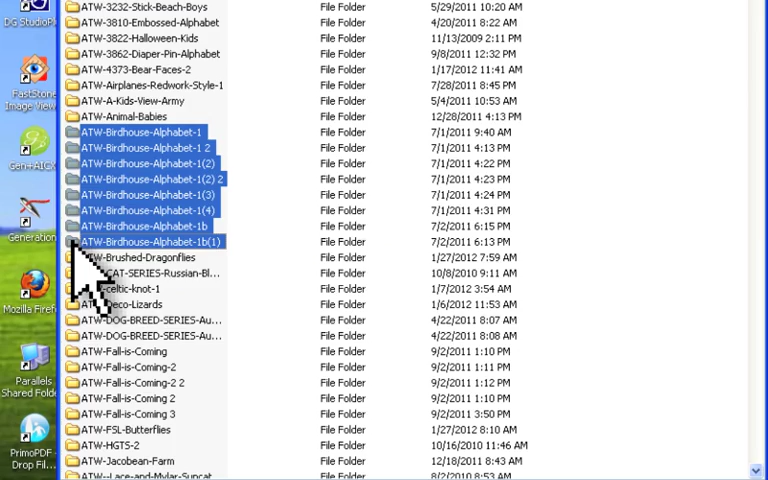 DG StudioPl
FastStone
Image View
Gen+AICx
Generation
Mozilla Firef
Parallels
Shared Folde
PrimoPDF -
Drop Fil...
ATW-3232-Stick-Beach-Boys File Folder 5/29/2011 10:20 AM
ATW-3810-Embossed-Alphabet File Folder 4/20/2011 8:22 AM
ATW-3822-Halloween-Kids File Folder 11/13/2009 2:11 PM
ATW-3862-Diaper-Pin-Alphabet File Folder 9/8/2011 12:32 PM
ATW-4373-Bear-Faces-2 File Folder 1/17/2012 11:41 AM
ATW-Airplanes-Redwork-Style-1 File Folder 7/28/2011 8:45 PM
ATW-A-Kids-View-Army File Folder 5/4/2011 10:53 AM
ATW-Animal-Babies File Folder 12/28/2011 4:13 PM
ATW-Birdhouse-Alphabet-1 File Folder 7/1/2011 9:40 AM
ATW-Birdhouse-Alphabet-1 2 File Folder 7/1/2011 4:13 PM
ATW-Birdhouse-Alphabet-1(2) File Folder 7/1/2011 4:22 PM
ATW-Birdhouse-Alphabet-1(2) 2 File Folder 7/1/2011 4:23 PM
ATW-Birdhouse-Alphabet-1(3) File Folder 7/1/2011 4:24 PM
ATW-Birdhouse-Alphabet-1(4) File Folder 7/1/2011 4:31 PM
ATW-Birdhouse-Alphabet-1b File Folder 7/2/2011 6:15 PM
ATW-Birdhouse-Alphabet-1b(1) File Folder 7/2/2011 6:13 PM
ATW-Brushed-Dragonflies File Folder 1/27/2012 7:59 AM
CAT-SERIES-Russian-Bl... File Folder 10/8/2010 9:11 AM
celtic-knot-1 File Folder 1/7/2012 3:54 AM
Deco-Lizards File Folder 1/6/2012 11:53 AM
ATW-DOG-BREED-SERIES-Au... File Folder 4/22/2011 8:07 AM
ATW-DOG-BREED-SERIES-Au... File Folder 4/22/2011 8:08 AM
ATW-Fall-is-Coming File Folder 9/2/2011 1:10 PM
ATW-Fall-is-Coming-2 File Folder 9/2/2011 1:11 PM
ATW-Fall-is-Coming-2 2 File Folder 9/2/2011 1:12 PM
ATW-Fall-is-Coming 2 File Folder 9/2/2011 1:10 PM
ATW-Fall-is-Coming 3 File Folder 9/2/2011 3:50 PM
ATW-FSL-Butterflies File Folder 1/27/2012 8:10 AM
ATW-HGTS-2 File Folder 10/16/2010 11:46 AM
ATW-Jacobean-Farm File Folder 12/18/2011 8:43 AM
ATW--Lace-and-Mylar-Suncat File Folder 8/2/2010 8:53 AM